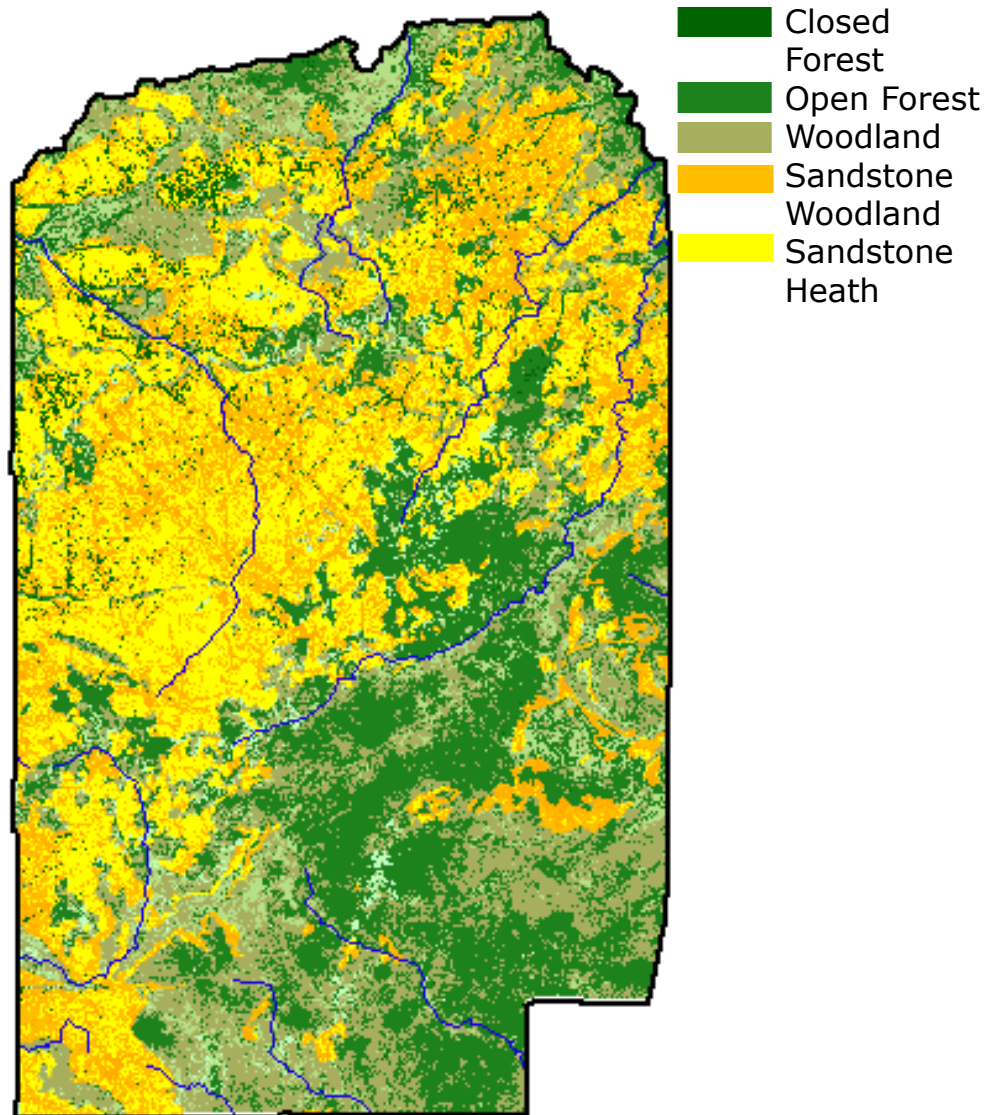 Closed
Forest
Open Forest
Woodland
Sandstone
Woodland
Sandstone
Heath